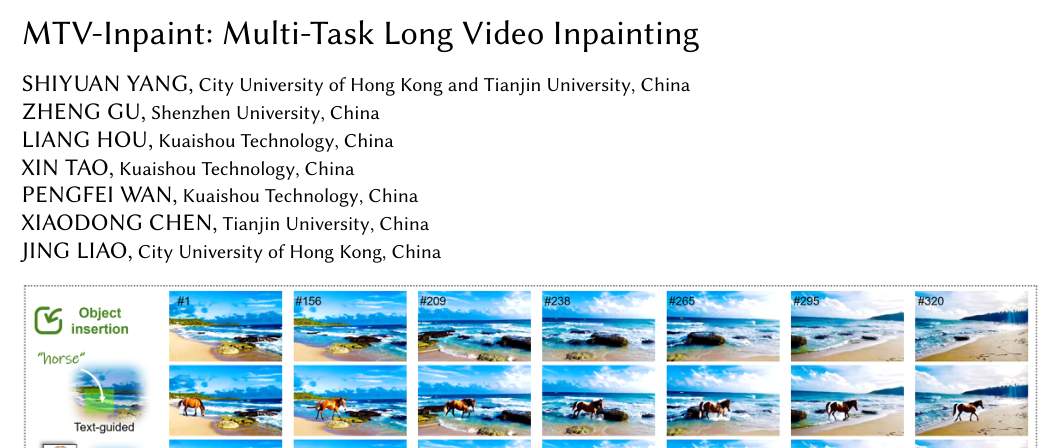 MTV-Inpaint: Multi-Task Long Video Inpainting
SHIYUAN YANG, City University of Hong Kong and Tianjin University, China
ZHENG GU, Shenzhen University, China
LIANG HOU, Kuaishou Technology, China
XIN TAO, Kuaishou Technology, China
PENGFEI WAN, Kuaishou Technology, China
XIAODONG CHEN, Tianjin University, China
JING LIAO, City University of Hong Kong, China
#1 #156 #209 #238 #265 #295 #320
Object
insertion
"horse"
Text-guided